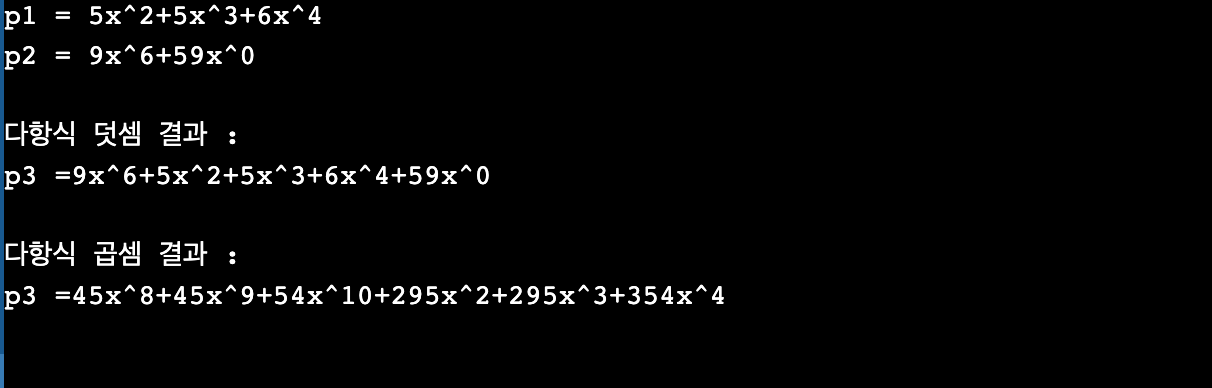 p1 = 5x^2+5x^3+6x^4
p2 = 9x^6+59x^0
다항식 덧셈 결과 :
p3 =9x^6+5x^2+5x^3+6x^4+59x^0
다항식 곱셈 결과 :
p3 =45x^8+45x^9+54x^10+295x^2+295x^3+354x^4